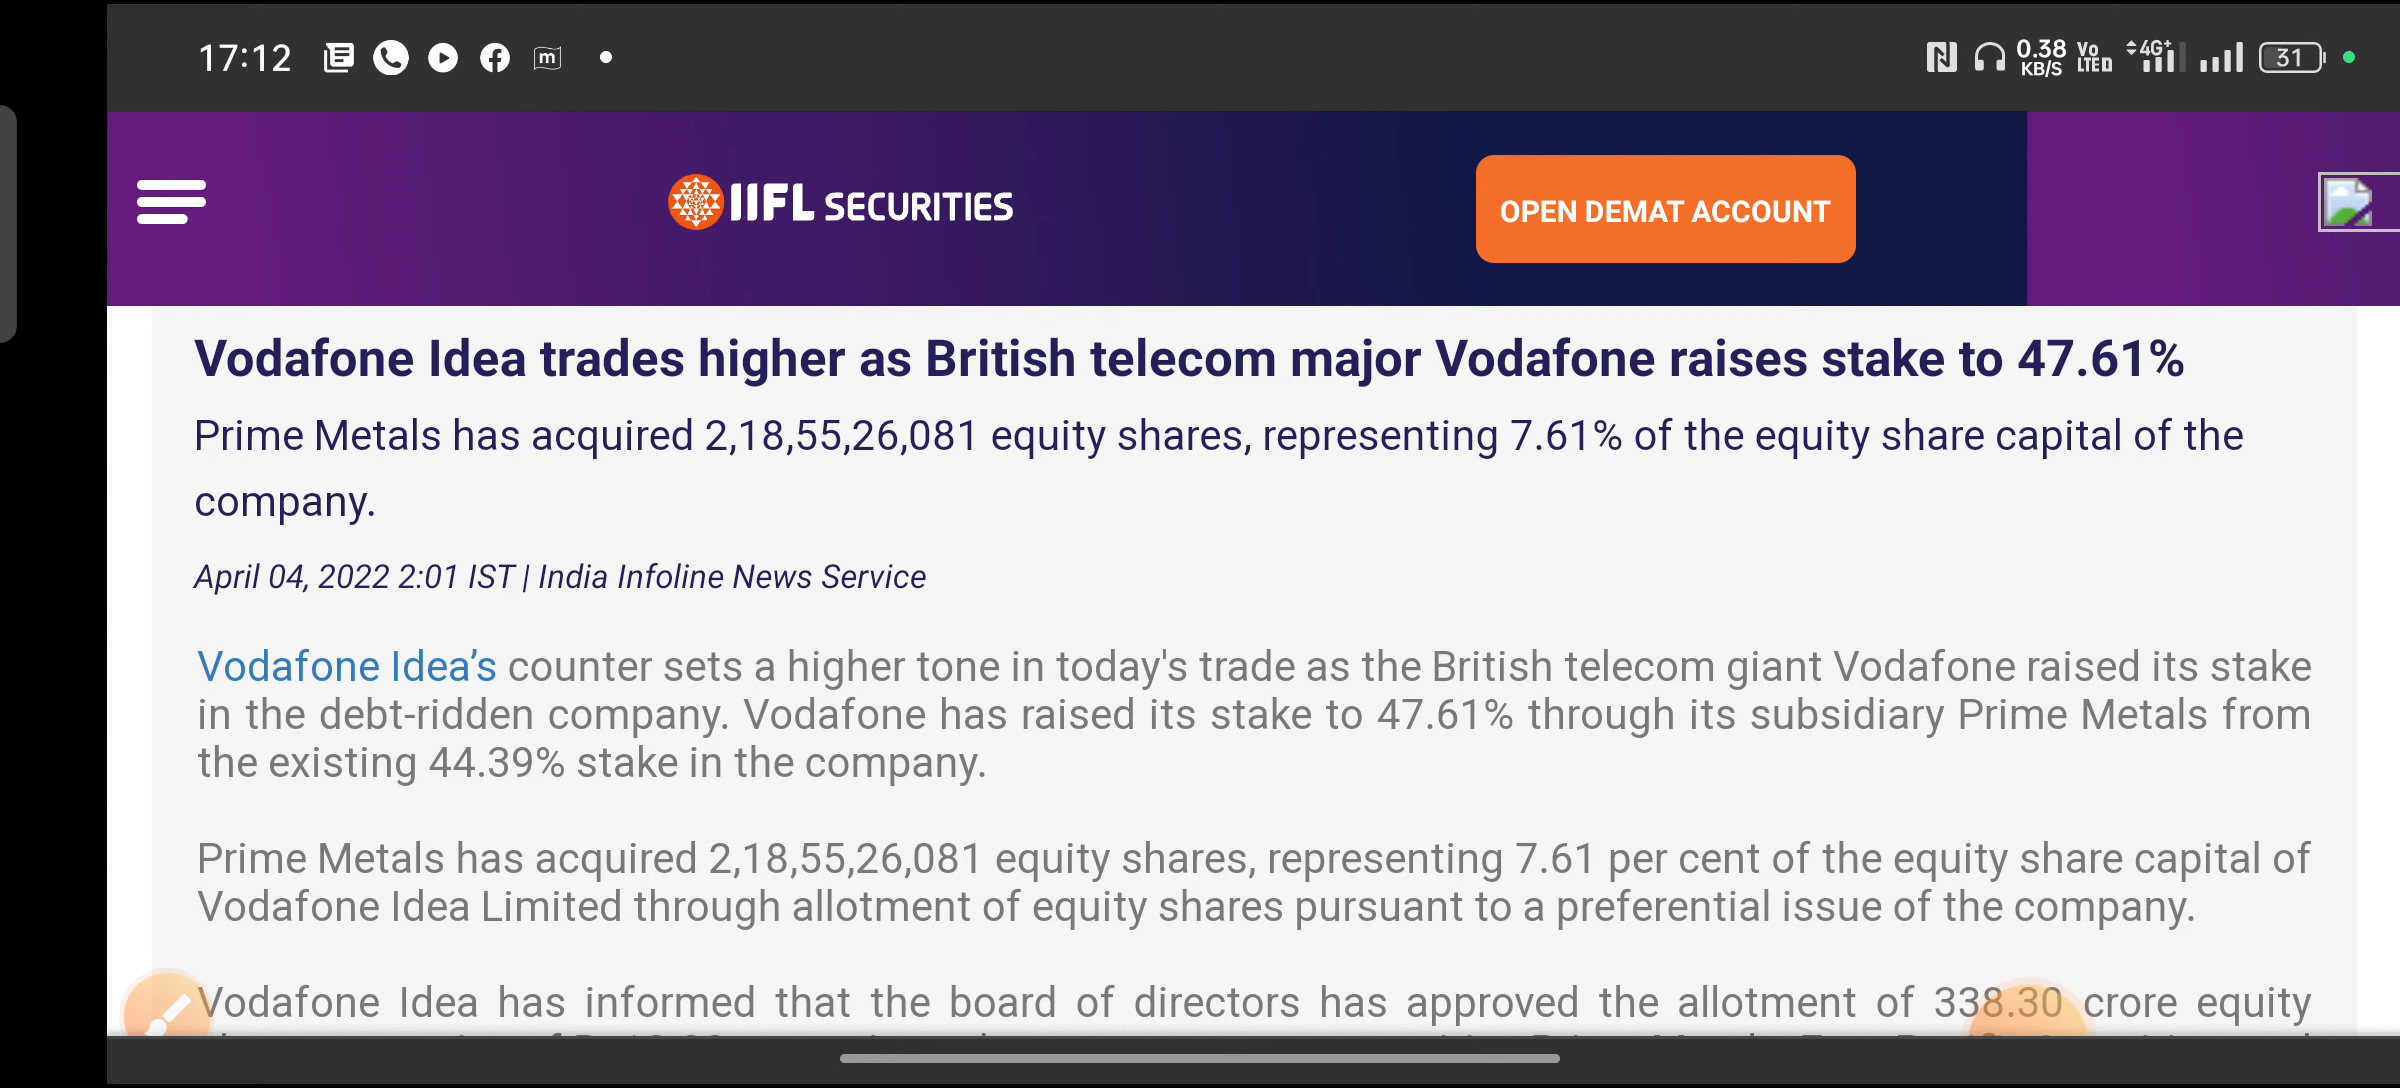 17:12
0.38 KB/S Vo LTE 4G+ 31
IIFL SECURITIES
OPEN DEMAT ACCOUNT
Vodafone Idea trades higher as British telecom major Vodafone raises stake to 47.61%
Prime Metals has acquired 2,18,55,26,081 equity shares, representing 7.61% of the equity share capital of the
company.
April 04, 2022 2:01 IST | India Infoline News Service
Vodafone Idea’s counter sets a higher tone in today's trade as the British telecom giant Vodafone raised its stake
in the debt-ridden company. Vodafone has raised its stake to 47.61% through its subsidiary Prime Metals from
the existing 44.39% stake in the company.
Prime Metals has acquired 2,18,55,26,081 equity shares, representing 7.61 per cent of the equity share capital of
Vodafone Idea Limited through allotment of equity shares pursuant to a preferential issue of the company.
Vodafone Idea has informed that the board of directors has approved the allotment of 338.30 crore equity